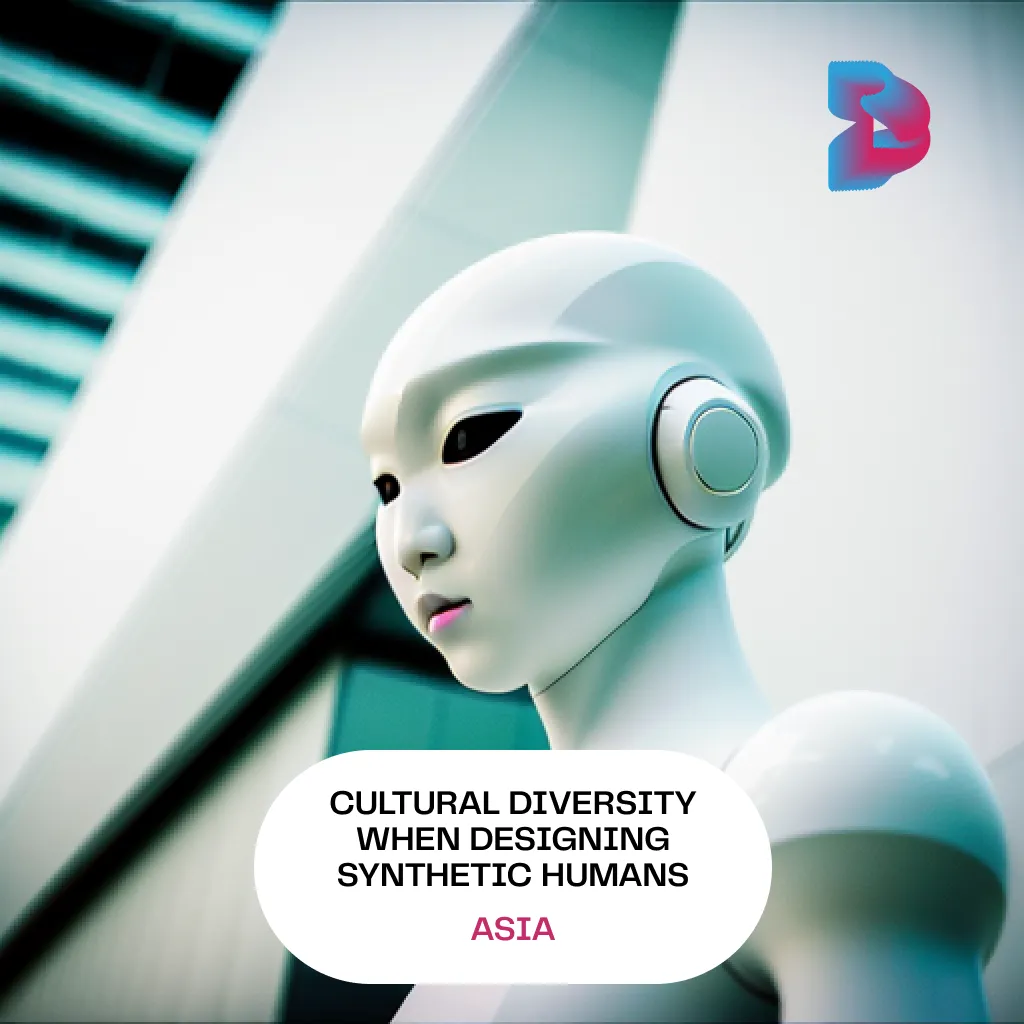 CULTURAL DIVERSITY
WHEN DESIGNING
SYNTHETIC HUMANS
ASIA